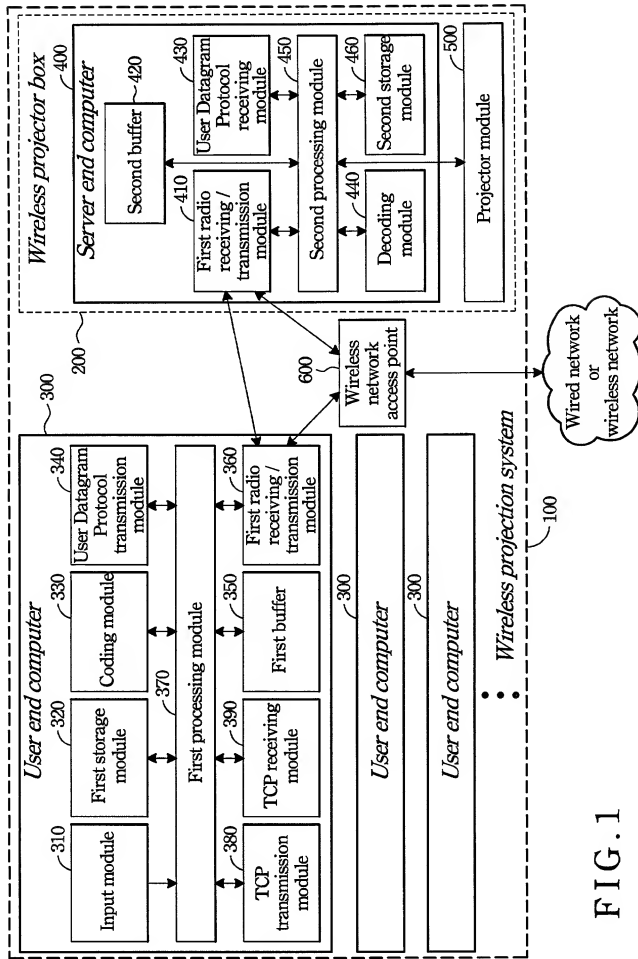 Wireless projector box
Server end computer
400
Second buffer
420
410
First radio
receiving /
transmission
module
430
User Datagram
Protocol
receiving
module
Second processing module
450
440
Decoding
module
460
Second storage
module
500
Projector module
200
600
Wireless
network
access point
Wired network
or
wireless network
300
User end computer
310
Input module
320
First storage
module
330
Coding module
340
User Datagram
Protocol
transmission
module
370
First processing module
380
TCP
transmission
module
390
TCP receiving
module
350
First buffer
360
First radio
receiving /
transmission
module
300
User end computer
300
User end computer
Wireless projection system
100
FIG.1